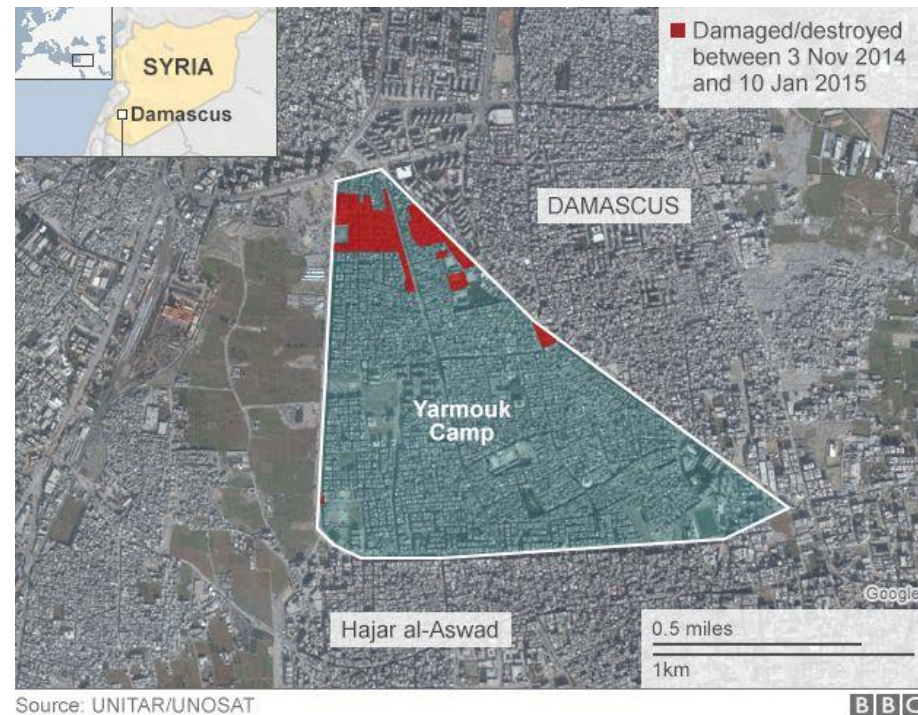 SYRIA
Damascus
Damaged/destroyed
between 3 Nov 2014
and 10 Jan 2015
DAMASCUS
Yarmouk
Camp
Hajar al-Aswad
Google
0.5 miles
1km
Source: UNITAR/UNOSAT
BBC